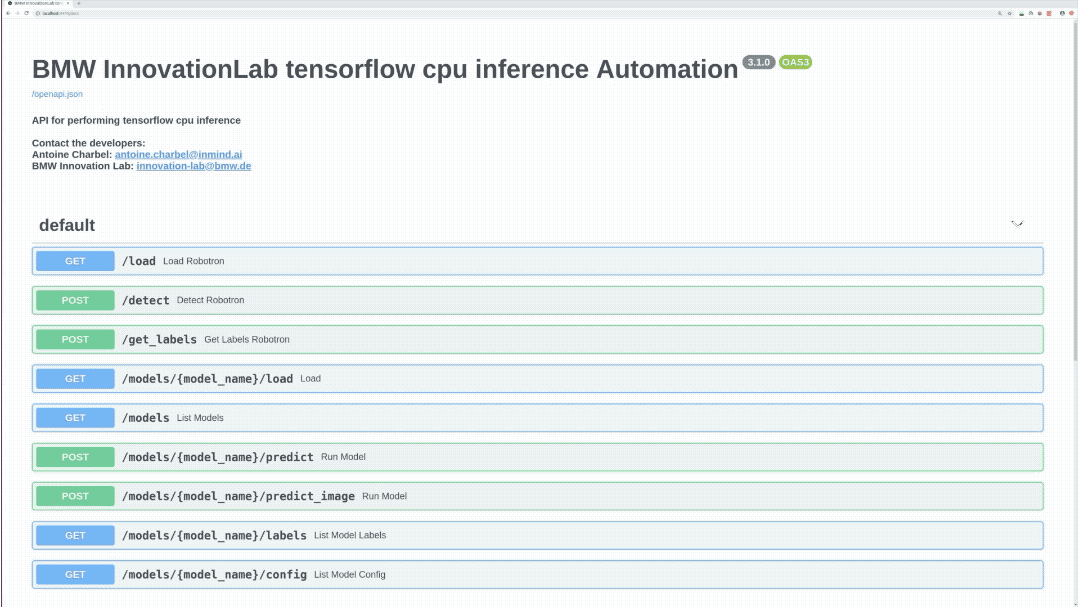 BMW InnovationLab tensorflow cpu inference Automation 3.1.0 OAS3
/openapi.json
API for performing tensorflow cpu inference
Contact the developers:
Antoine Charbel: antoine.charbel@inmind.ai
BMW Innovation Lab: innovation-lab@bmw.de
default
GET /load Load Robotron
POST /detect Detect Robotron
POST /get_labels Get Labels Robotron
GET /models/{model_name}/load Load
GET /models List Models
POST /models/{model_name}/predict Run Model
POST /models/{model_name}/predict_image Run Model
GET /models/{model_name}/labels List Model Labels
GET /models/{model_name}/config List Model Config